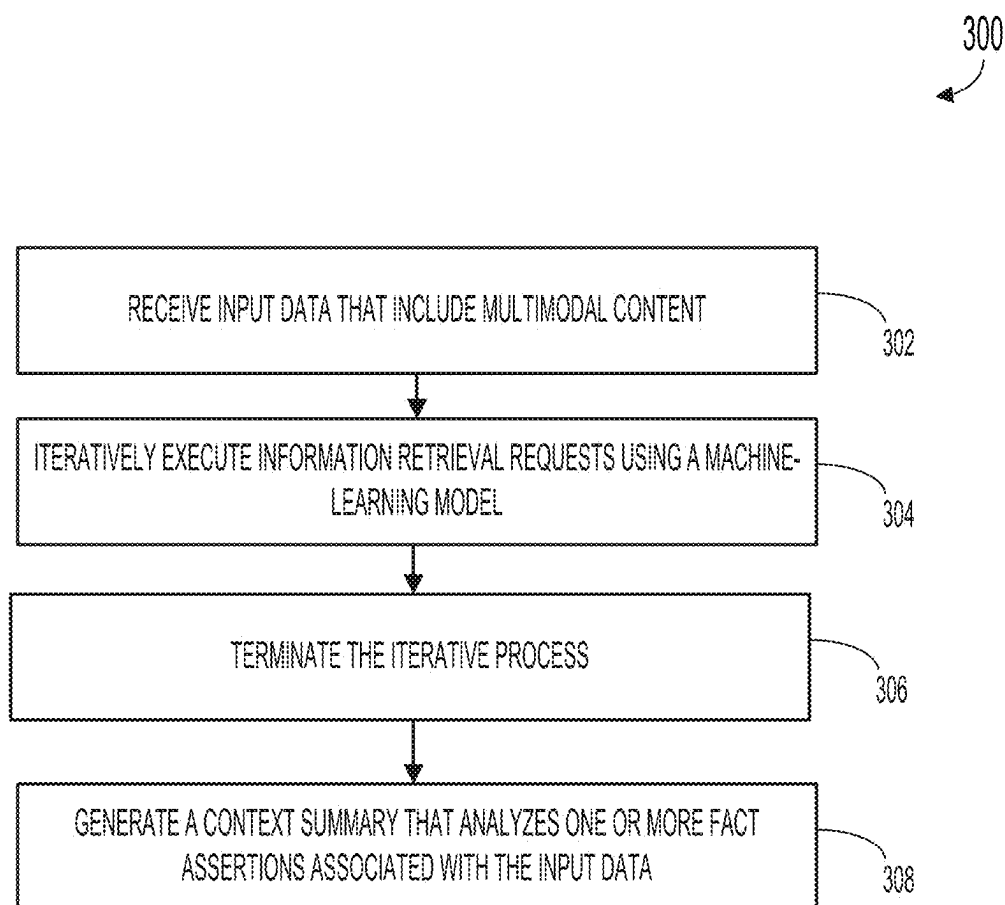 300
RECEIVE INPUT DATA THAT INCLUDE MULTIMODAL CONTENT
302
ITERATIVELY EXECUTE INFORMATION RETRIEVAL REQUESTS USING A MACHINE-
LEARNING MODEL
304
TERMINATE THE ITERATIVE PROCESS
306
GENERATE A CONTEXT SUMMARY THAT ANALYZES ONE OR MORE FACT
ASSERTIONS ASSOCIATED WITH THE INPUT DATA
308